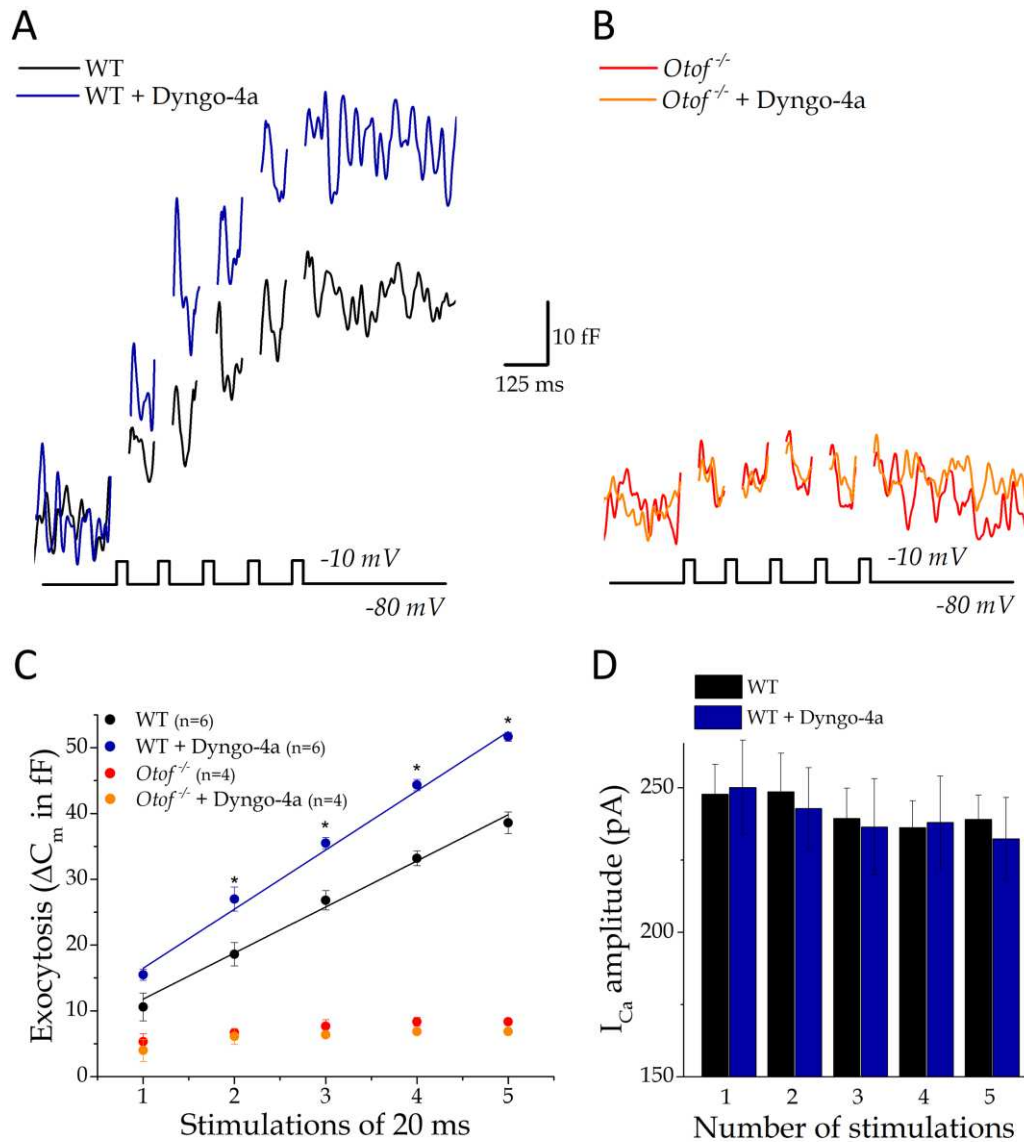 A
WT
WT + Dyngo-4a
10 fF
125 ms
-10 mV
-80 mV
B
Otof -/-
Otof -/- + Dyngo-4a
-10 mV
-80 mV
C
WT (n=6)
WT + Dyngo-4a (n=6)
Otof -/- (n=4)
Otof -/- + Dyngo-4a (n=4)
* * * *
Exocytosis (ΔCm in fF)
50
40
30
20
10
0
1 2 3 4 5
Stimulations of 20 ms
D
WT
WT + Dyngo-4a
ICa amplitude (pA)
250
200
150
1 2 3 4 5
Number of stimulations